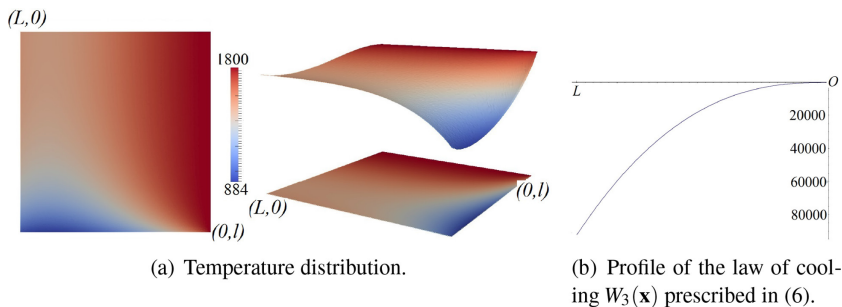 (L,0)
1800
884
(0,l)
(L,0)
(0,l)
L
O
20000
40000
60000
80000
(a) Temperature distribution.
(b) Profile of the law of cool-
ing W₃(x) prescribed in (6).